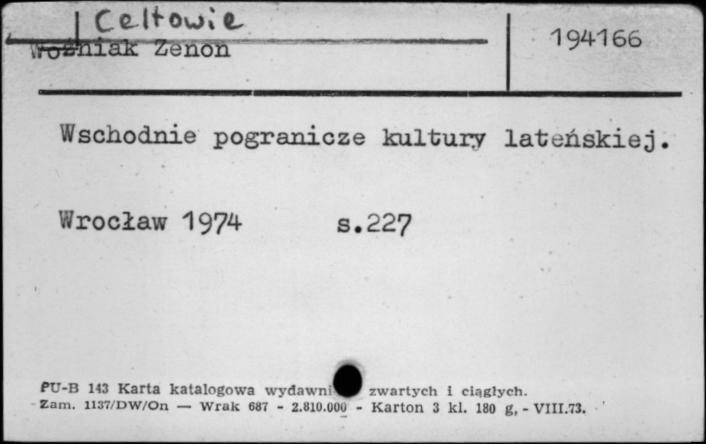 Celtowie
194166
Woźniak Zenon
Wschodnie pogranicze kultury lateńskiej.
Wrocław 1974 s.227
PU-B 143 Karta katalogowa wydawni zwartych i ciągłych.
Zam. 1137/DW/On — Wrak 687 - 2.810.000 - Karton 3 kl. 180 g, - VIII.73.